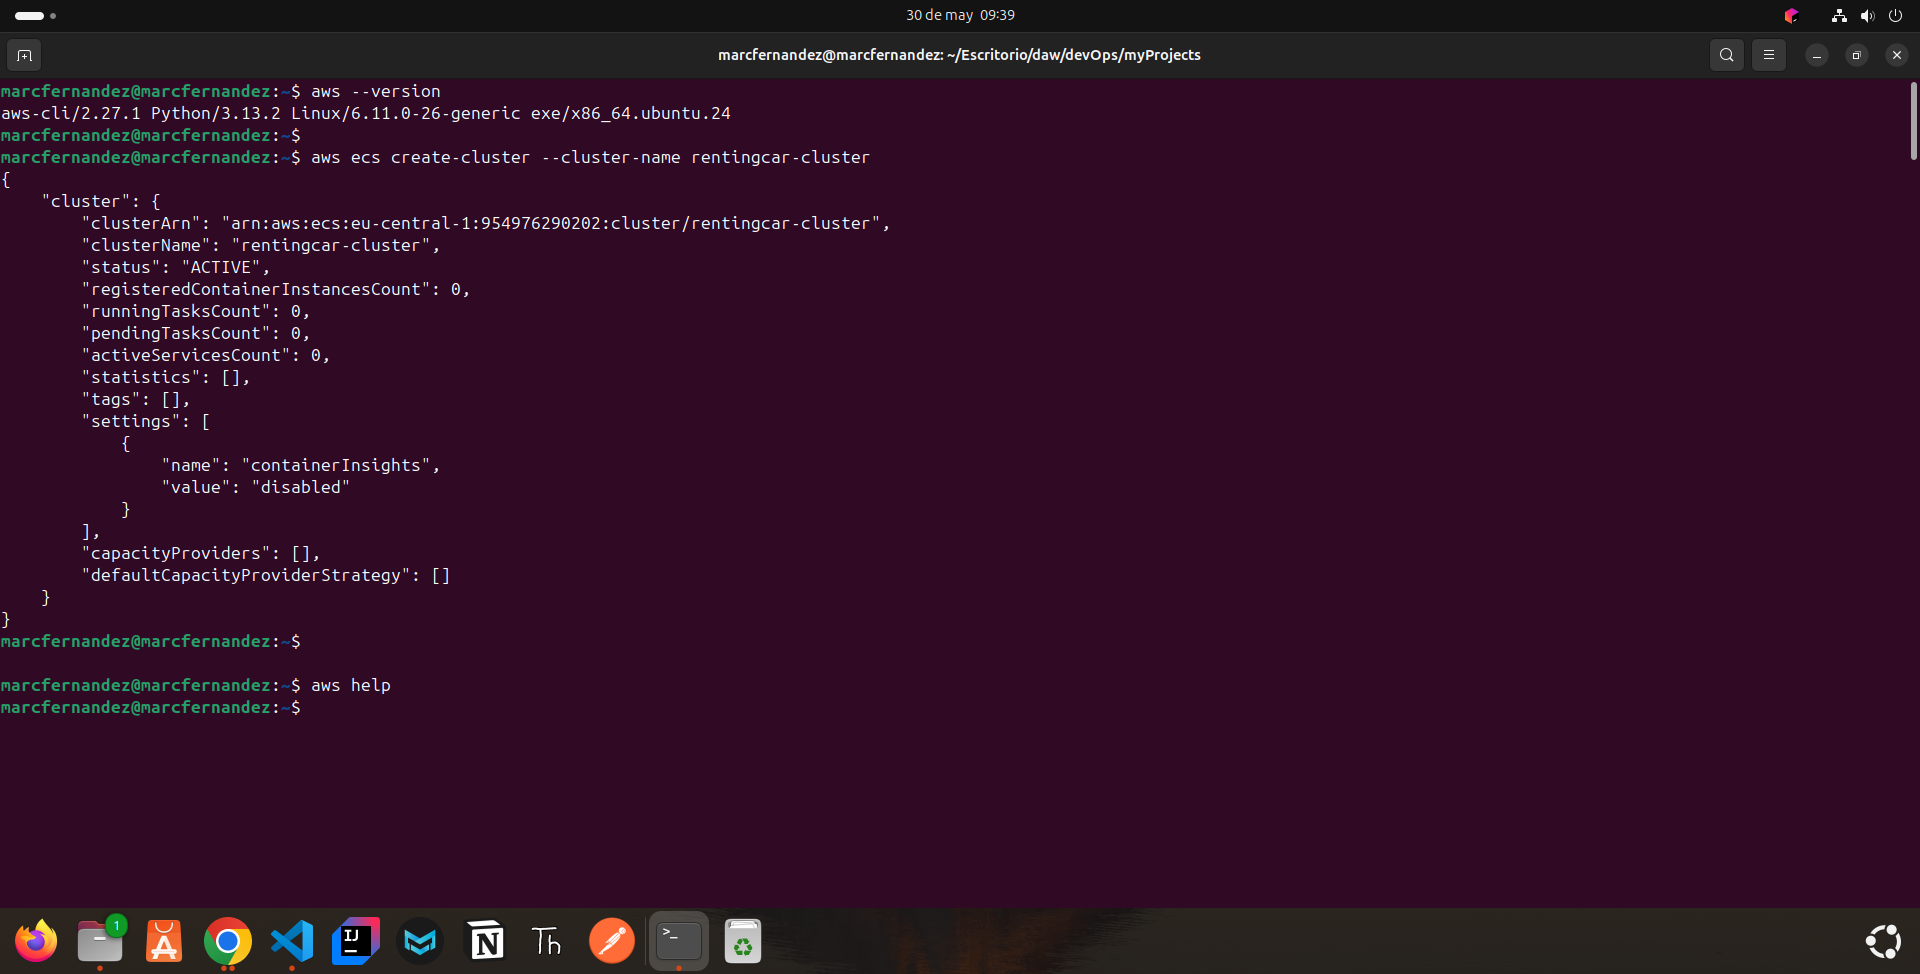 30 de may 09:39
marcfernandez@marcfernandez: ~/Escritorio/daw/devOps/myProjects
marcfernandez@marcfernandez:~$ aws --version
aws-cli/2.27.1 Python/3.13.2 Linux/6.11.0-26-generic exe/x86_64.ubuntu.24
marcfernandez@marcfernandez:~$
marcfernandez@marcfernandez:~$ aws ecs create-cluster --cluster-name rentingcar-cluster
{
    "cluster": {
        "clusterArn": "arn:aws:ecs:eu-central-1:954976290202:cluster/rentingcar-cluster",
        "clusterName": "rentingcar-cluster",
        "status": "ACTIVE",
        "registeredContainerInstancesCount": 0,
        "runningTasksCount": 0,
        "pendingTasksCount": 0,
        "activeServicesCount": 0,
        "statistics": [],
        "tags": [],
        "settings": [
            {
                "name": "containerInsights",
                "value": "disabled"
            }
        ],
        "capacityProviders": [],
        "defaultCapacityProviderStrategy": []
    }
}
marcfernandez@marcfernandez:~$
marcfernandez@marcfernandez:~$ aws help
marcfernandez@marcfernandez:~$
1
A
IJ
N
Th
>_